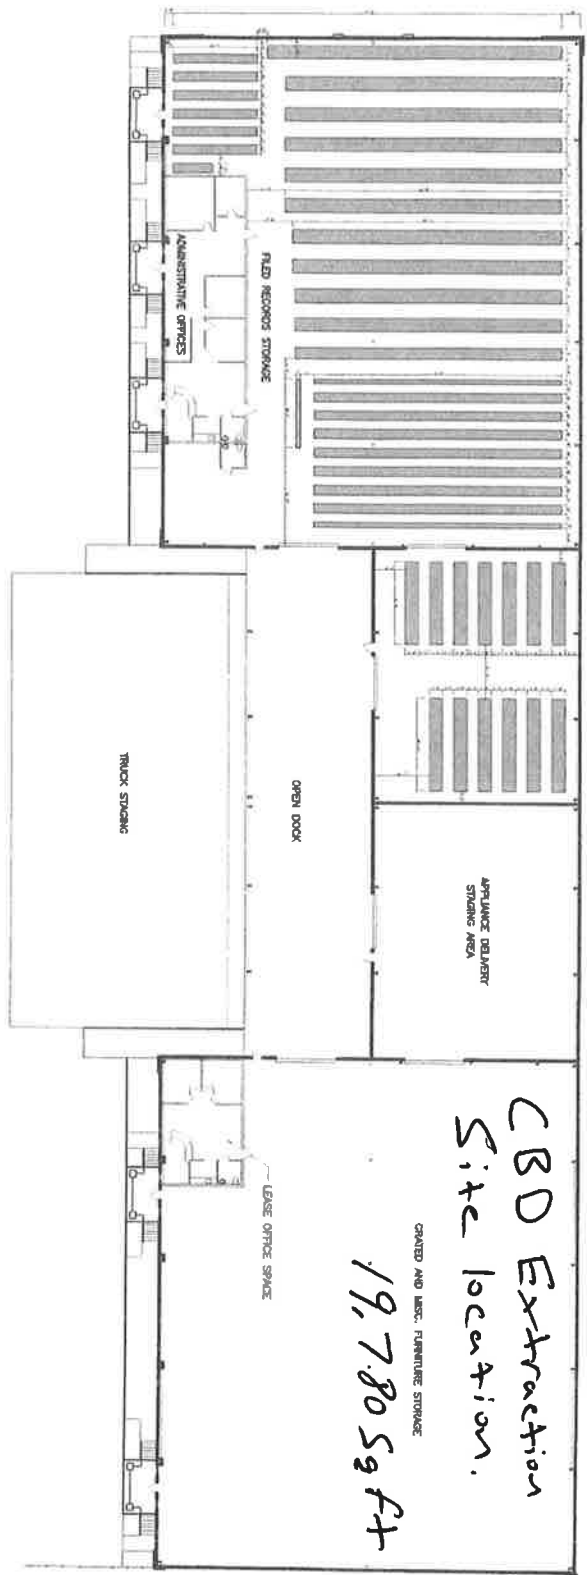 FILED RECORDS STORAGE
ADMINISTRATIVE OFFICES
OPEN DOCK
TRUCK STAGING
APPLIANCE DELIVERY
STAGING AREA
CBD Extraction
Site location.
CRATED AND MISC. FURNITURE STORAGE
19,780 Sq ft
LEASE OFFICE SPACE